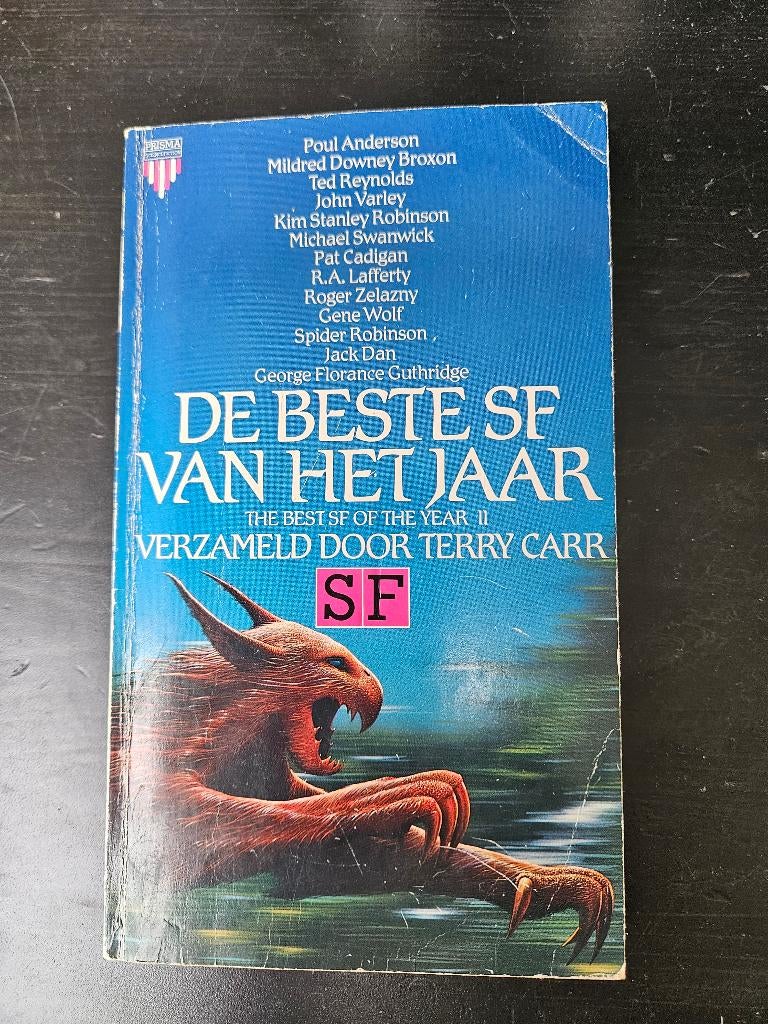 PRISMA
Poul Anderson
Mildred Downey Broxon
Ted Reynolds
John Varley
Kim Stanley Robinson
Michael Swanwick
Pat Cadigan
R.A. Lafferty
Roger Zelazny
Gene Wolf
Spider Robinson
Jack Dan
George Florance Guthridge
DE BESTE SF
VAN HET JAAR
THE BEST SF OF THE YEAR 11
VERZAMELD DOOR TERRY CARR
SF